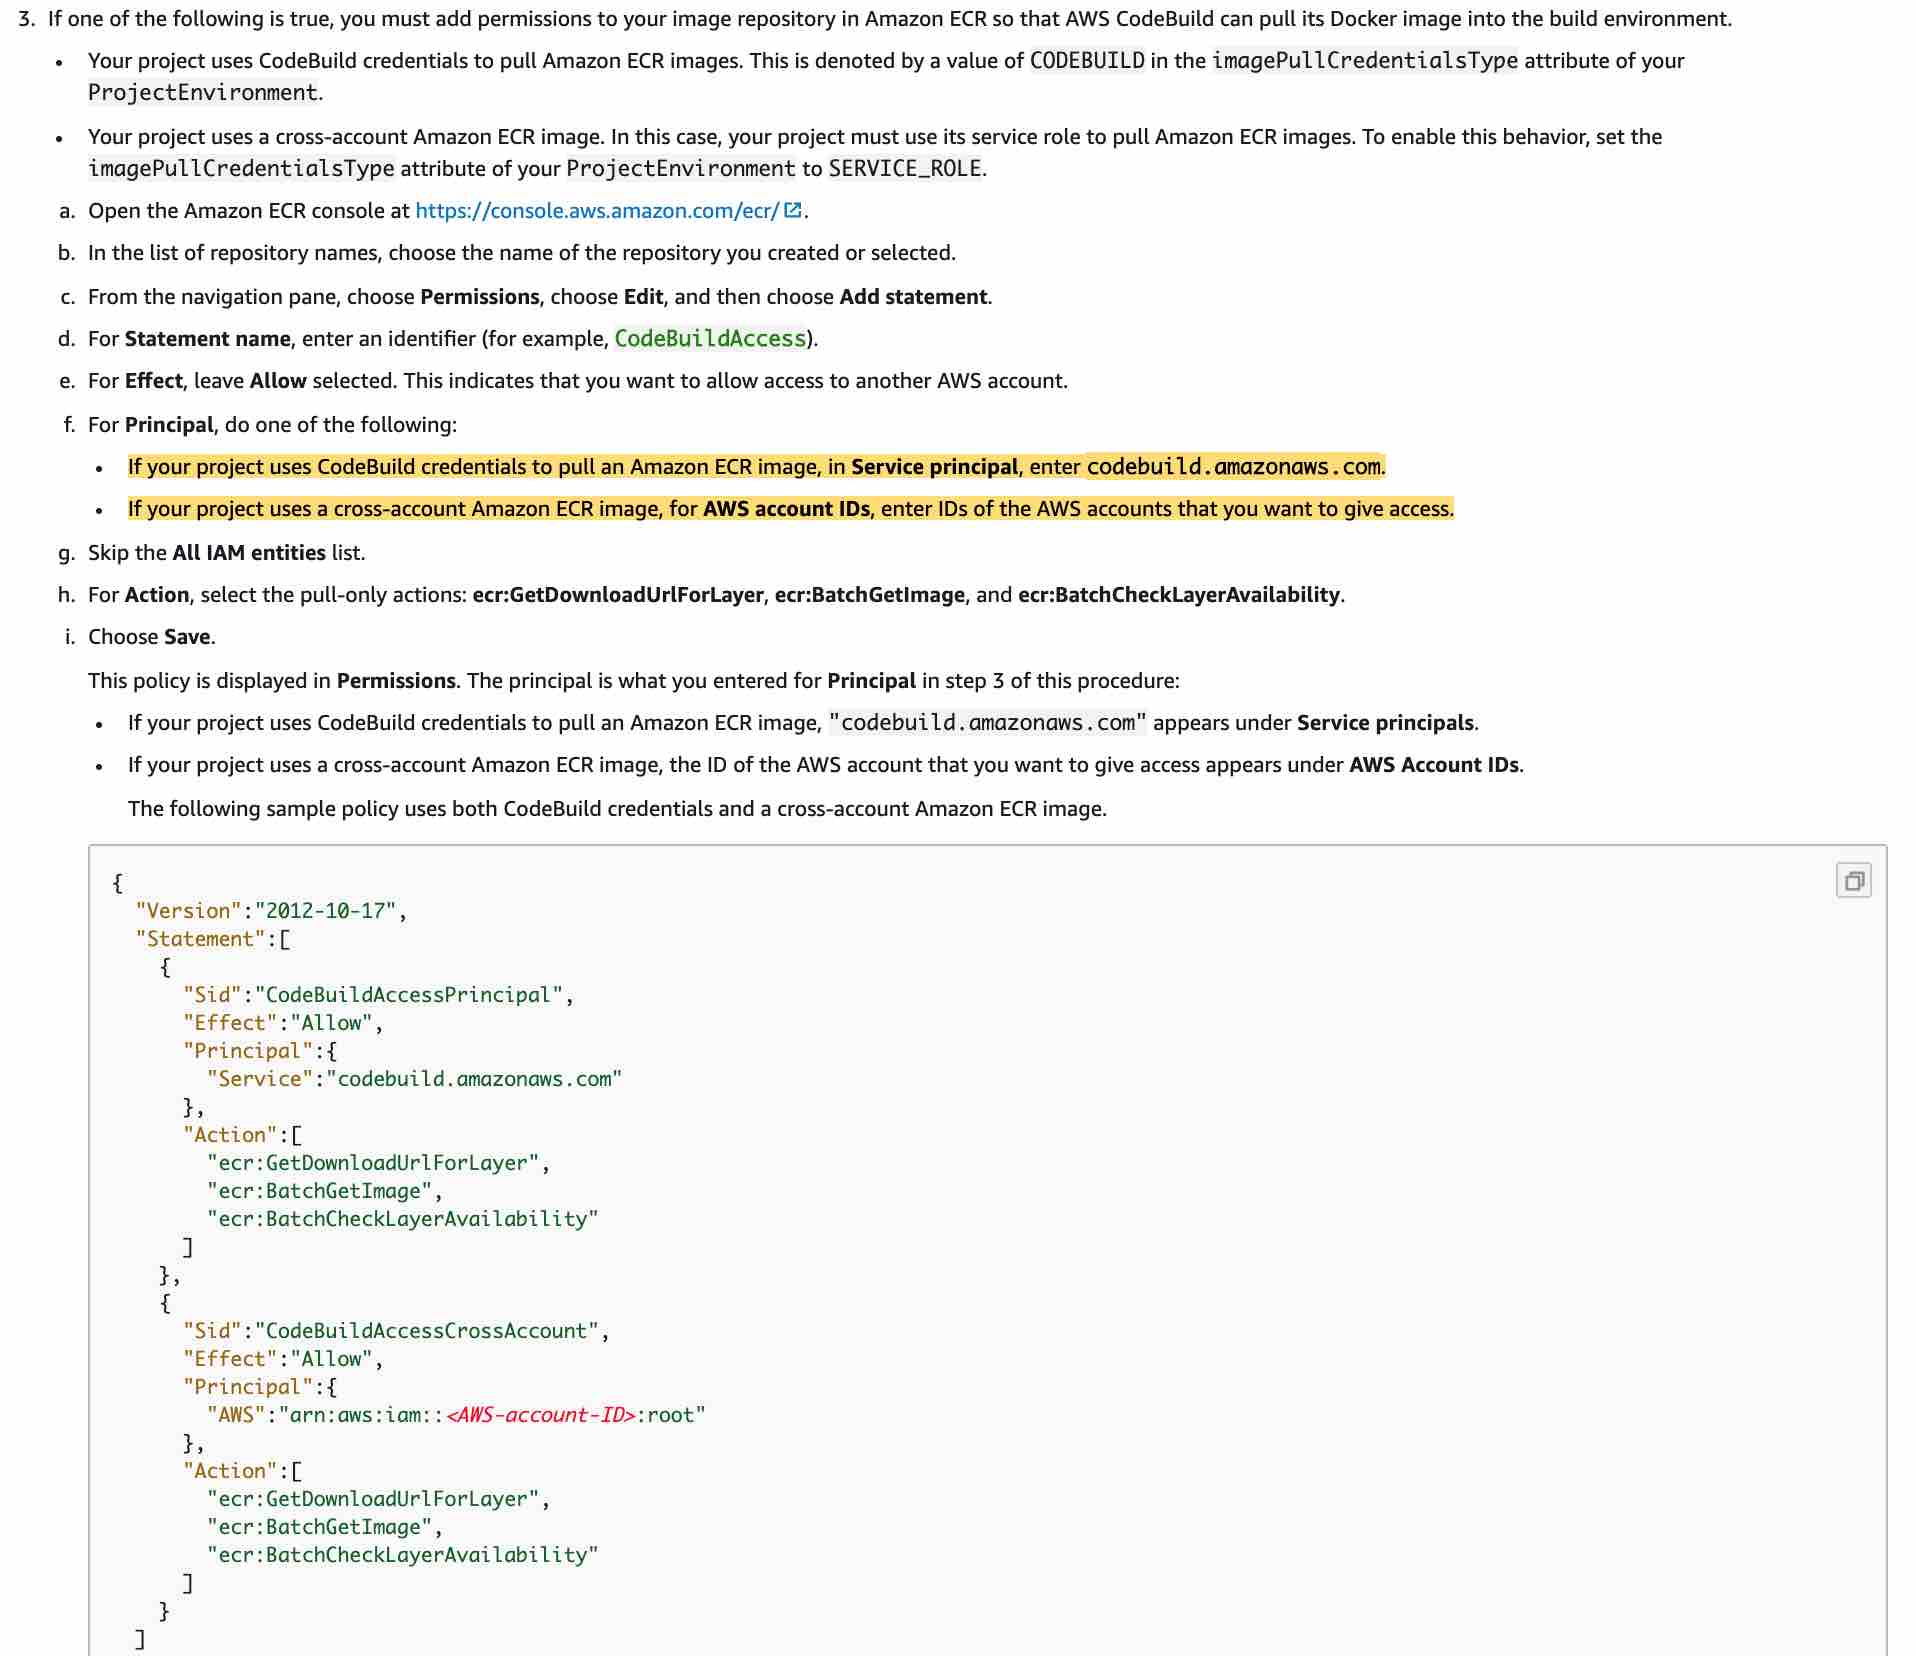 3. If one of the following is true, you must add permissions to your image repository in Amazon ECR so that AWS CodeBuild can pull its Docker image into the build environment.
• Your project uses CodeBuild credentials to pull Amazon ECR images. This is denoted by a value of CODEBUILD in the imagePullCredentialsType attribute of your
ProjectEnvironment.
• Your project uses a cross-account Amazon ECR image. In this case, your project must use its service role to pull Amazon ECR images. To enable this behavior, set the
imagePullCredentialsType attribute of your ProjectEnvironment to SERVICE_ROLE.
a. Open the Amazon ECR console at https://console.aws.amazon.com/ecr/.
b. In the list of repository names, choose the name of the repository you created or selected.
c. From the navigation pane, choose Permissions, choose Edit, and then choose Add statement.
d. For Statement name, enter an identifier (for example, CodeBuildAccess).
e. For Effect, leave Allow selected. This indicates that you want to allow access to another AWS account.
f. For Principal, do one of the following:
• If your project uses CodeBuild credentials to pull an Amazon ECR image, in Service principal, enter codebuild.amazonaws.com.
• If your project uses a cross-account Amazon ECR image, for AWS account IDs, enter IDs of the AWS accounts that you want to give access.
g. Skip the All IAM entities list.
h. For Action, select the pull-only actions: ecr:GetDownloadUrlForLayer, ecr:BatchGetImage, and ecr:BatchCheckLayerAvailability.
i. Choose Save.
This policy is displayed in Permissions. The principal is what you entered for Principal in step 3 of this procedure:
• If your project uses CodeBuild credentials to pull an Amazon ECR image, "codebuild.amazonaws.com" appears under Service principals.
• If your project uses a cross-account Amazon ECR image, the ID of the AWS account that you want to give access appears under AWS Account IDs.
The following sample policy uses both CodeBuild credentials and a cross-account Amazon ECR image.
{
"Version":"2012-10-17",
"Statement":[
{
"Sid":"CodeBuildAccessPrincipal",
"Effect":"Allow",
"Principal":{
"Service":"codebuild.amazonaws.com"
},
"Action":[
"ecr:GetDownloadUrlForLayer",
"ecr:BatchGetImage",
"ecr:BatchCheckLayerAvailability"
]
},
{
"Sid":"CodeBuildAccessCrossAccount",
"Effect":"Allow",
"Principal":{
"AWS":"arn:aws:iam::<AWS-account-ID>:root"
},
"Action":[
"ecr:GetDownloadUrlForLayer",
"ecr:BatchGetImage",
"ecr:BatchCheckLayerAvailability"
]
}
]